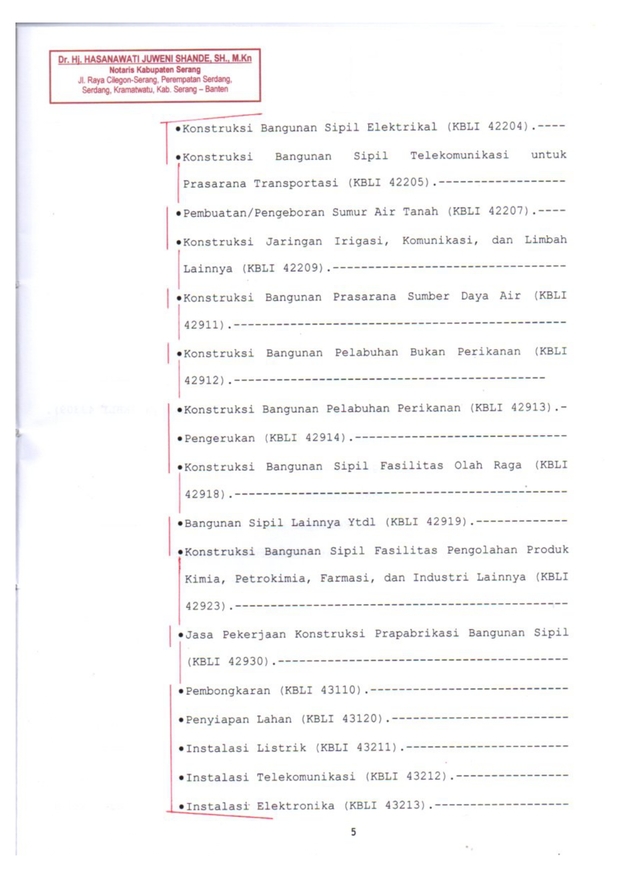 Dr. Hj. HASANAWATI JUWENI SHANDE, SH., M.Kn
Notaris Kabupaten Serang
Jl. Raya Cilegon-Serang, Perempatan Serdang,
Serdang, Kramatwatu, Kab. Serang – Banten
•Konstruksi Bangunan Sipil Elektrikal (KBLI 42204).----
•Konstruksi Bangunan Sipil Telekomunikasi untuk
Prasarana Transportasi (KBLI 42205).------------------
•Pembuatan/Pengeboran Sumur Air Tanah (KBLI 42207).----
•Konstruksi Jaringan Irigasi, Komunikasi, dan Limbah
Lainnya (KBLI 42209).---------------------------------
•Konstruksi Bangunan Prasarana Sumber Daya Air (KBLI
42911).-----------------------------------------------
•Konstruksi Bangunan Pelabuhan Bukan Perikanan (KBLI
42912).--------------------------------------------
•Konstruksi Bangunan Pelabuhan Perikanan (KBLI 42913).-
•Pengerukan (KBLI 42914).------------------------------
•Konstruksi Bangunan Sipil Fasilitas Olah Raga (KBLI
42918).-----------------------------------------------
•Bangunan Sipil Lainnya Ytdl (KBLI 42919).-------------
•Konstruksi Bangunan Sipil Fasilitas Pengolahan Produk
Kimia, Petrokimia, Farmasi, dan Industri Lainnya (KBLI
42923).-----------------------------------------------
•Jasa Pekerjaan Konstruksi Prapabrikasi Bangunan Sipil
(KBLI 42930).-----------------------------------------
•Pembongkaran (KBLI 43110).----------------------------
•Penyiapan Lahan (KBLI 43120).-------------------------
•Instalasi Listrik (KBLI 43211).-----------------------
•Instalasi Telekomunikasi (KBLI 43212).----------------
•Instalasi Elektronika (KBLI 43213).-------------------
5